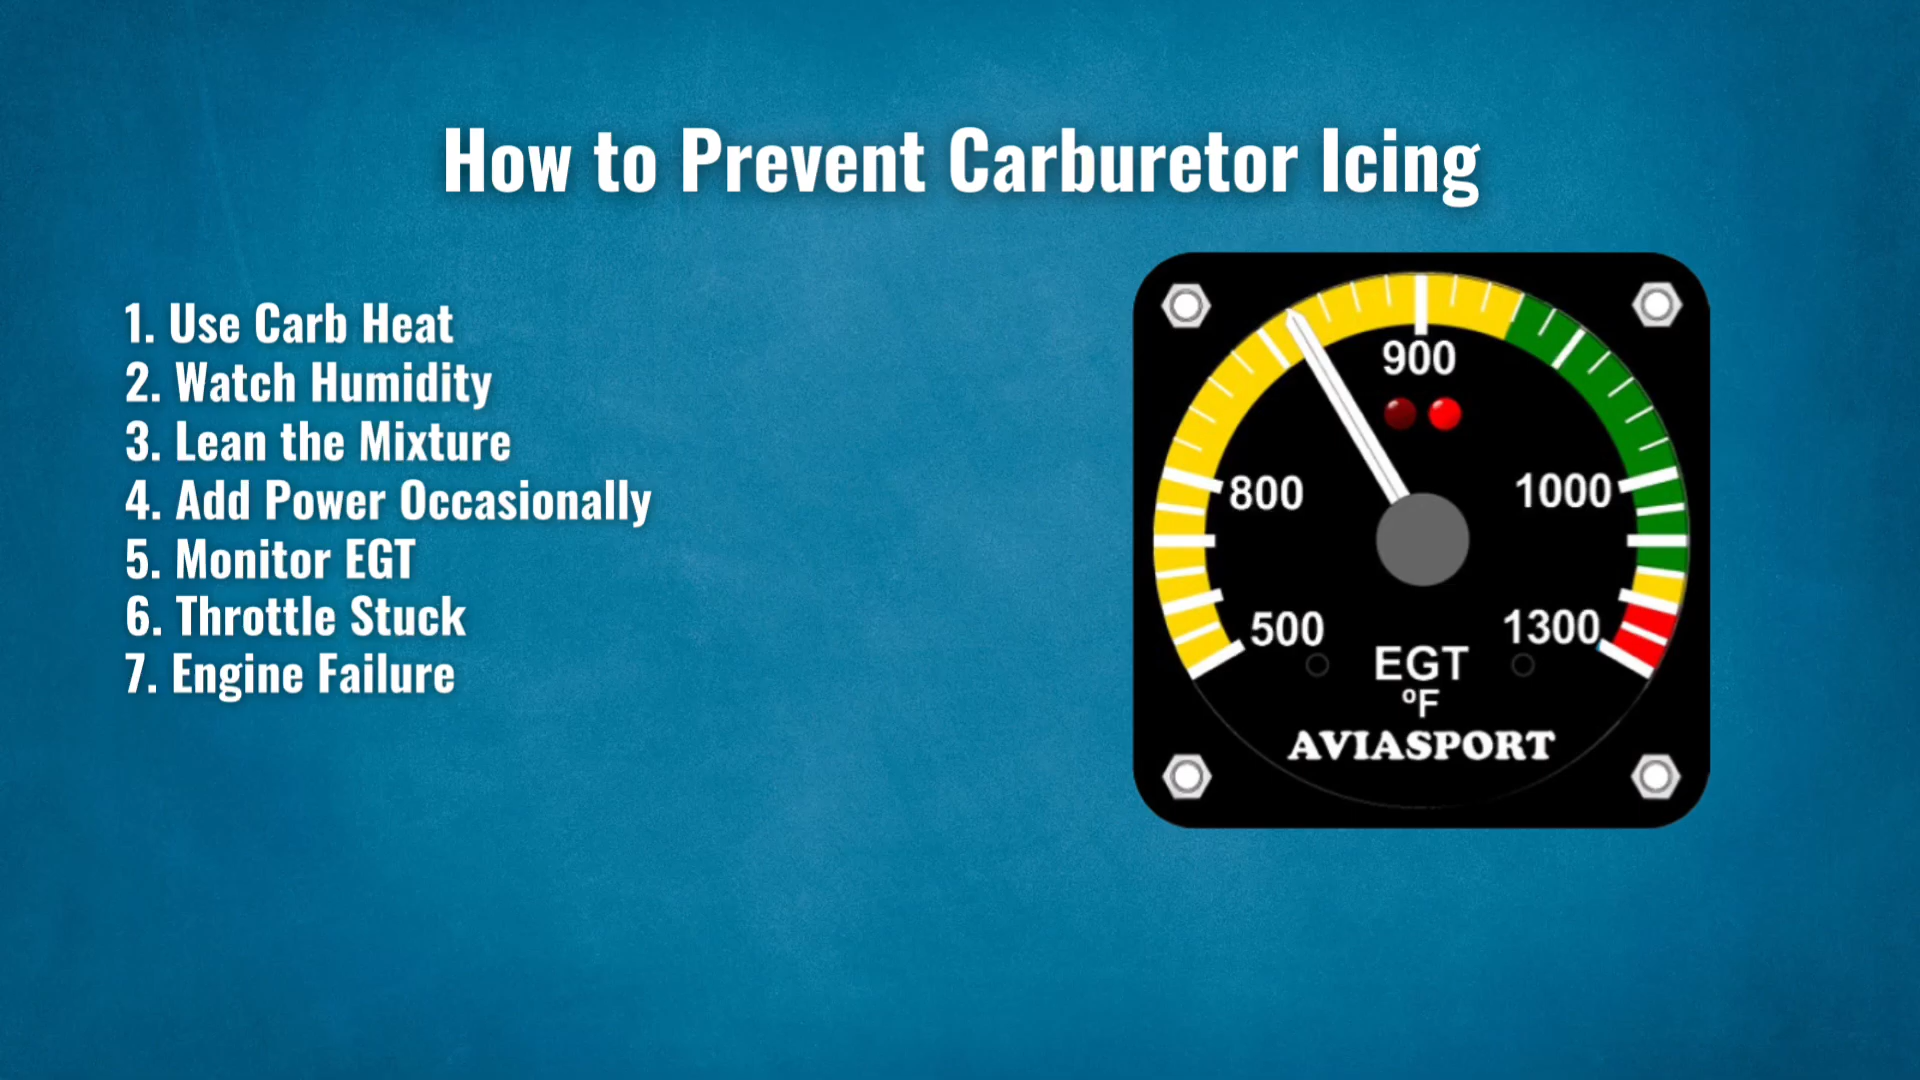 How to Prevent Carburetor Icing
1. Use Carb Heat
2. Watch Humidity
3. Lean the Mixture
4. Add Power Occasionally
5. Monitor EGT
6. Throttle Stuck
7. Engine Failure
900
800
1000
500
1300
EGT
ºF
AVIASPORT